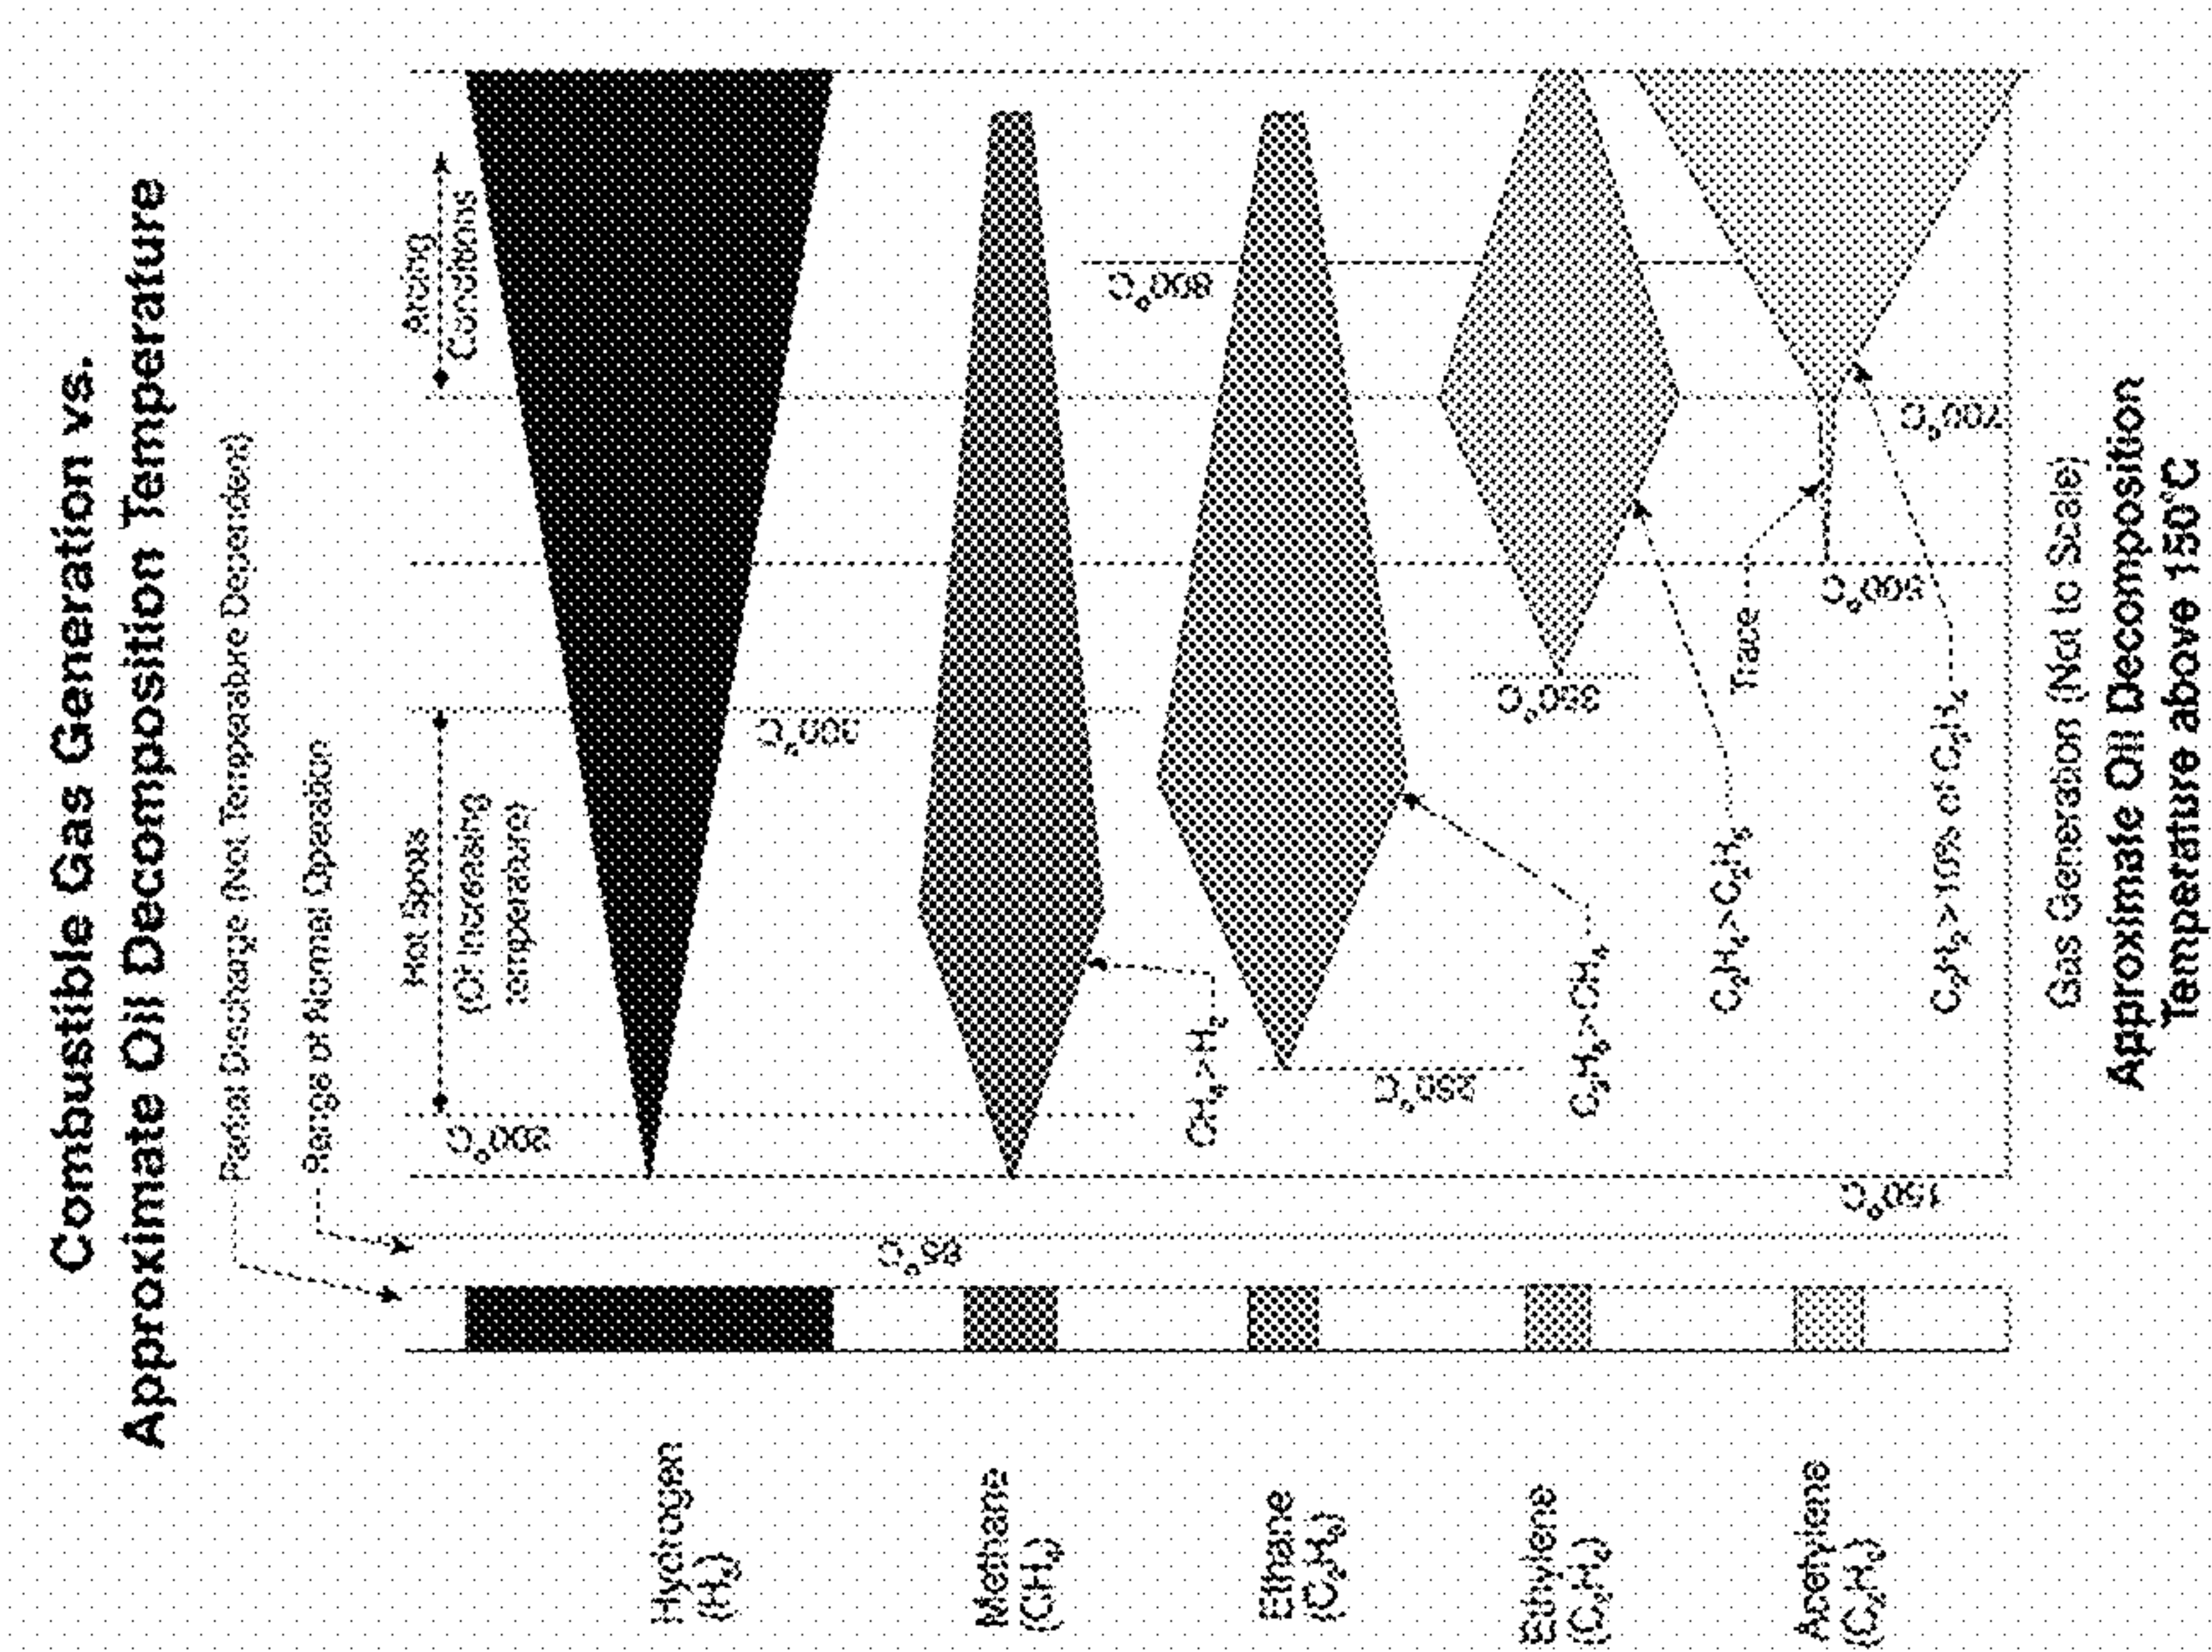 Combustible Gas Generation vs.
Approximate Oil Decomposition Temperature
Partial Discharge (Not Temperature Dependent)
Range of Normal Operation
Hot Spots
(Of Increasing
temperature)
Arcing
Conditions
200°C
300°C
95°C
800°C
250°C
350°C
500°C
700°C
150°C
Hydrogen
(H₂)
Methane
(CH₄)
CH₄>H₂
Ethane
(C₂H₆)
C₂H₆>CH₄
Ethylene
(C₂H₄)
C₂H₄>C₂H₆
Trace
Acetylene
(C₂H₂)
C₂H₂>10% of C₂H₄
Gas Generation (Not to Scale)
Approximate Oil Decomposition
Temperature above 150°C